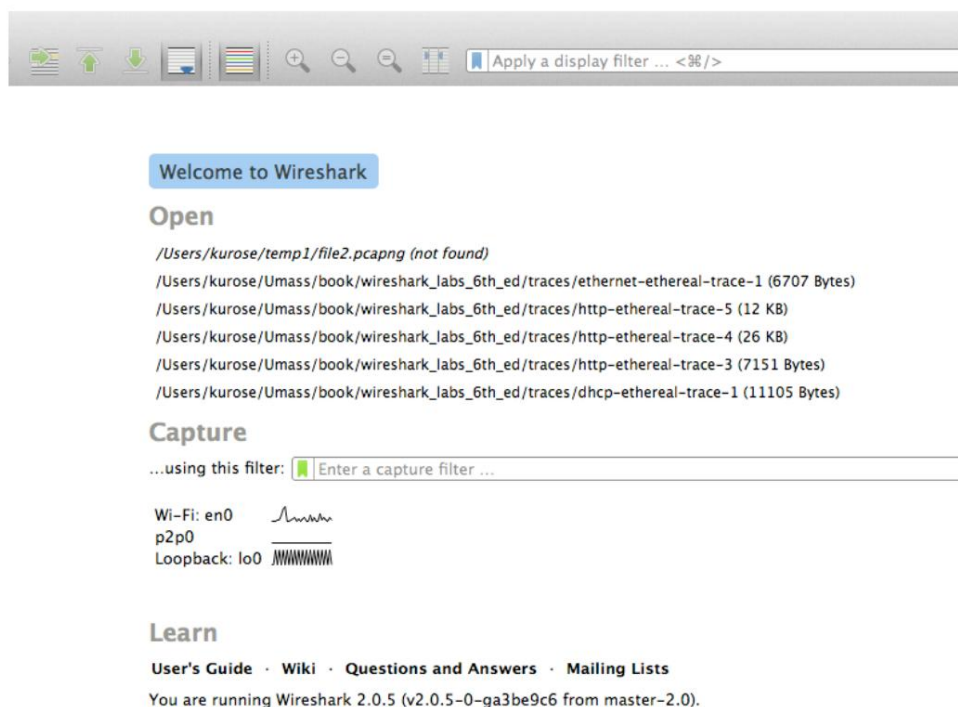 Apply a display filter ... <⌘/>
Welcome to Wireshark
Open
/Users/kurose/temp1/file2.pcapng (not found)
/Users/kurose/Umass/book/wireshark_labs_6th_ed/traces/ethernet-ethereal-trace-1 (6707 Bytes)
/Users/kurose/Umass/book/wireshark_labs_6th_ed/traces/http-ethereal-trace-5 (12 KB)
/Users/kurose/Umass/book/wireshark_labs_6th_ed/traces/http-ethereal-trace-4 (26 KB)
/Users/kurose/Umass/book/wireshark_labs_6th_ed/traces/http-ethereal-trace-3 (7151 Bytes)
/Users/kurose/Umass/book/wireshark_labs_6th_ed/traces/dhcp-ethereal-trace-1 (11105 Bytes)
Capture
...using this filter: Enter a capture filter ...
Wi-Fi: en0
p2p0
Loopback: lo0
Learn
User's Guide · Wiki · Questions and Answers · Mailing Lists
You are running Wireshark 2.0.5 (v2.0.5-0-ga3be9c6 from master-2.0).